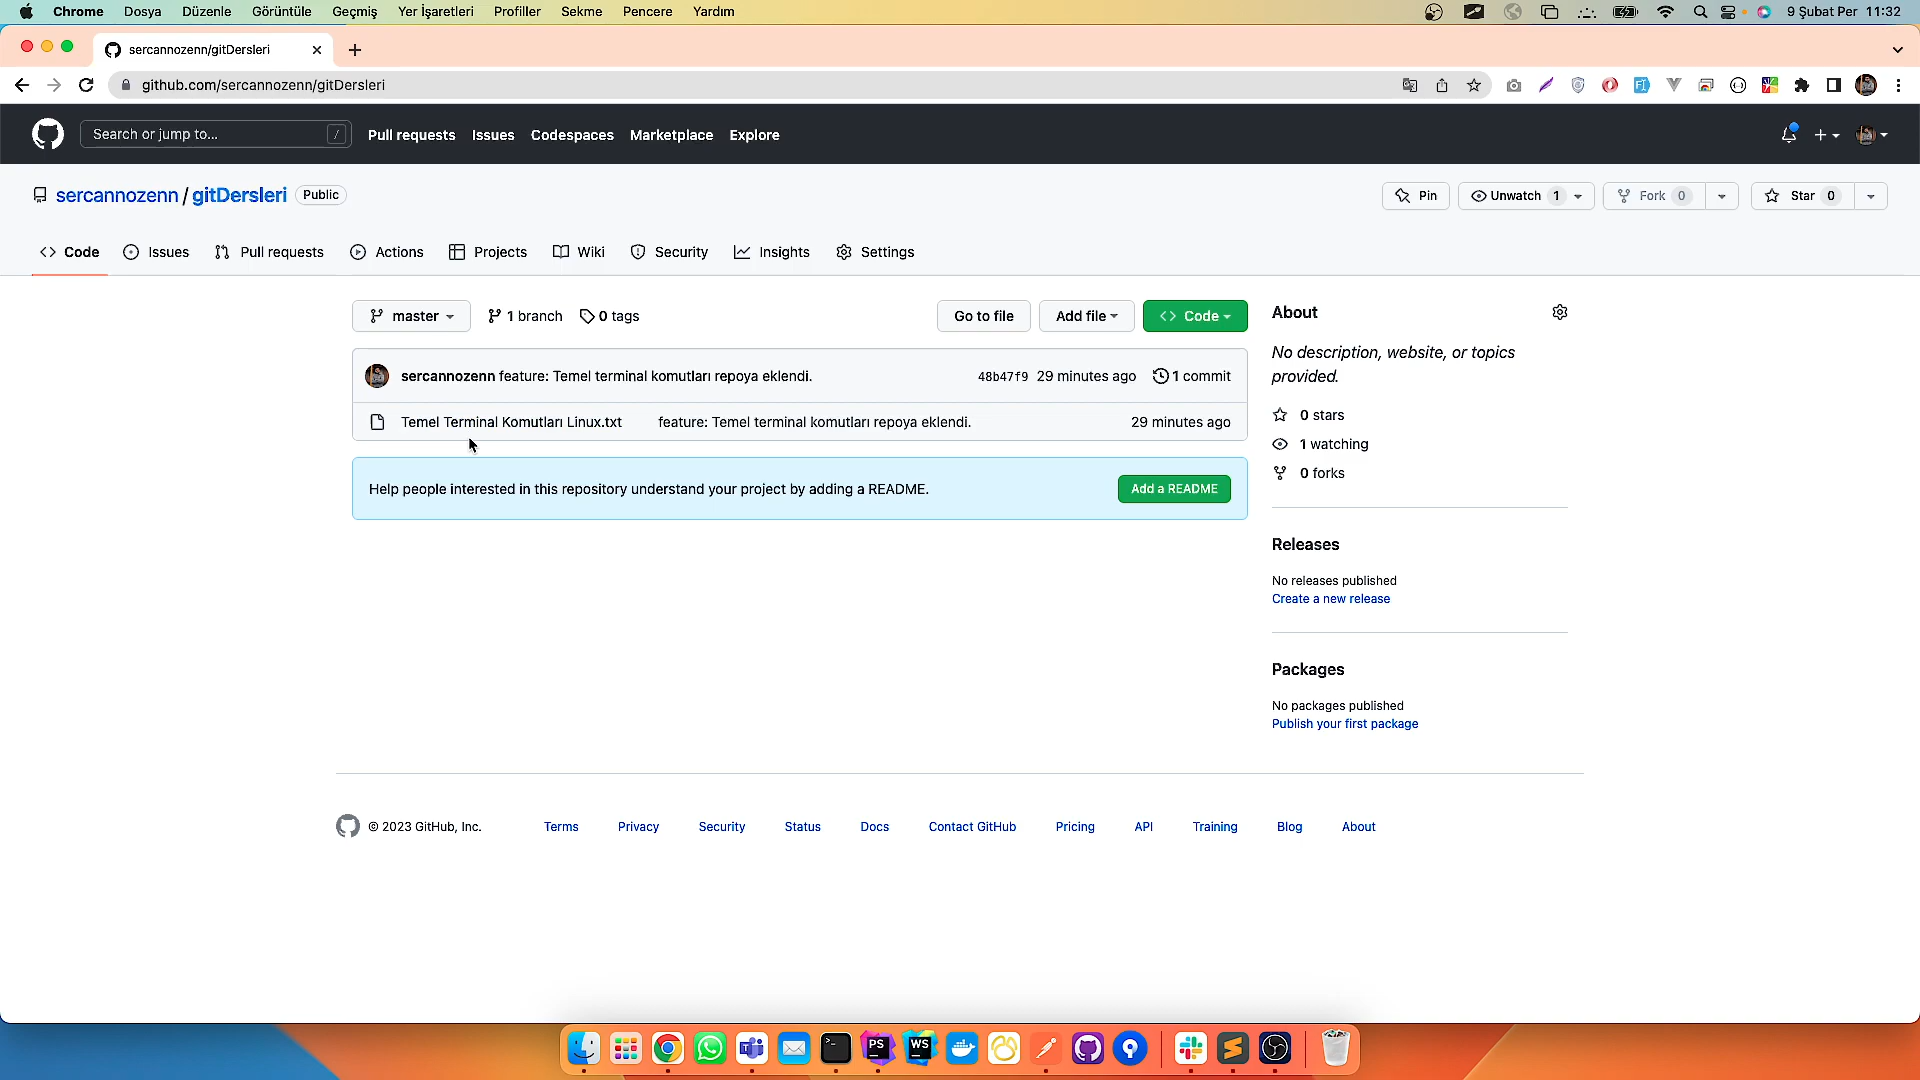 Chrome Dosya Düzenle Görüntüle Geçmiş Yer İşaretleri Profiller Sekme Pencere Yardım 9 Şubat Per 11:32
sercannozenn/gitDersleri
github.com/sercannozenn/gitDersleri
Search or jump to... / Pull requests Issues Codespaces Marketplace Explore
sercannozenn / gitDersleri Public Pin Unwatch 1 Fork 0 Star 0
Code Issues Pull requests Actions Projects Wiki Security Insights Settings
master 1 branch 0 tags Go to file Add file Code
sercannozenn feature: Temel terminal komutları repoya eklendi. 48b47f9 29 minutes ago 1 commit
Temel Terminal Komutları Linux.txt feature: Temel terminal komutları repoya eklendi. 29 minutes ago
Help people interested in this repository understand your project by adding a README. Add a README
About
No description, website, or topics
provided.
0 stars
1 watching
0 forks
Releases
No releases published
Create a new release
Packages
No packages published
Publish your first package
© 2023 GitHub, Inc. Terms Privacy Security Status Docs Contact GitHub Pricing API Training Blog About
PS WS